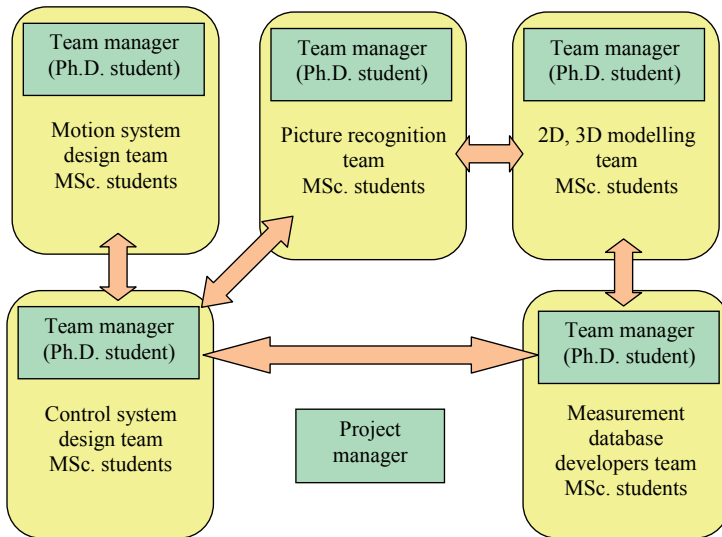 Team manager
(Ph.D. student)
Motion system
design team
MSc. students
Team manager
(Ph.D. student)
Picture recognition
team
MSc. students
Team manager
(Ph.D. student)
2D, 3D modelling
team
MSc. students
Team manager
(Ph.D. student)
Control system
design team
MSc. students
Project
manager
Team manager
(Ph.D. student)
Measurement
database
developers team
MSc. students